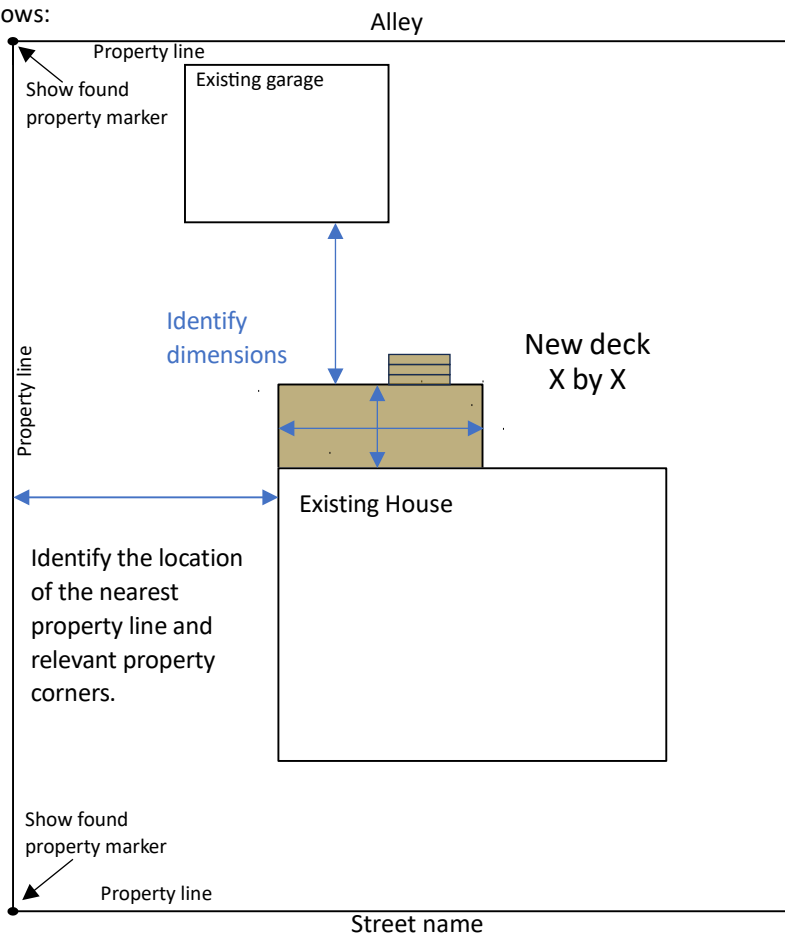 ows:
Alley
Property line
Existing garage
Show found
property marker
Identify
dimensions
New deck
X by X
Property line
Existing House
Identify the location
of the nearest
property line and
relevant property
corners.
Show found
property marker
Property line
Street name